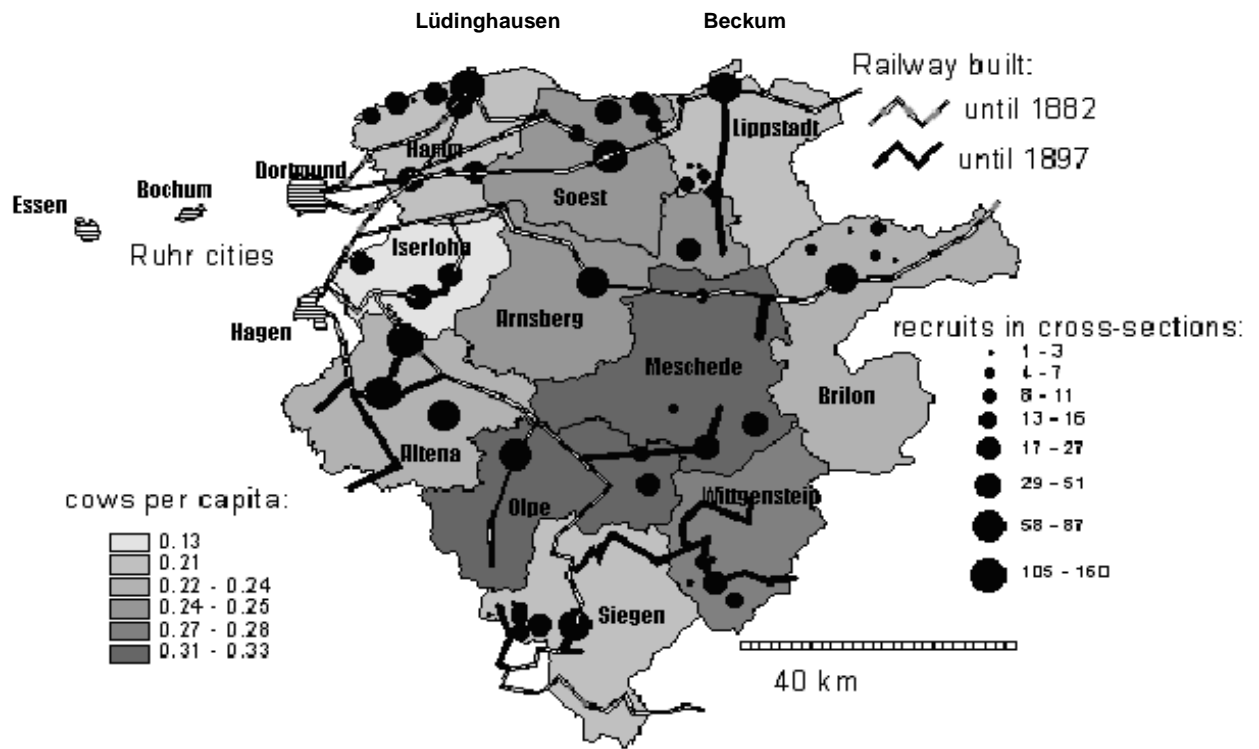 Lüdinghausen
Beckum
Railway built:
until 1882
until 1897
Lippstadt
Hamm
Dortmund
Bochum
Essen
Soest
Ruhr cities
Iserlohn
Hagen
Arnsberg
recruits in cross-sections:
1 - 3
4 - 7
8 - 11
13 - 16
17 - 27
29 - 51
58 - 87
105 - 160
Meschede
Brilon
Altena
cows per capita:
0.13
0.21
0.22 - 0.24
0.24 - 0.25
0.27 - 0.28
0.31 - 0.33
Olpe
Wittgenstein
Siegen
40 km